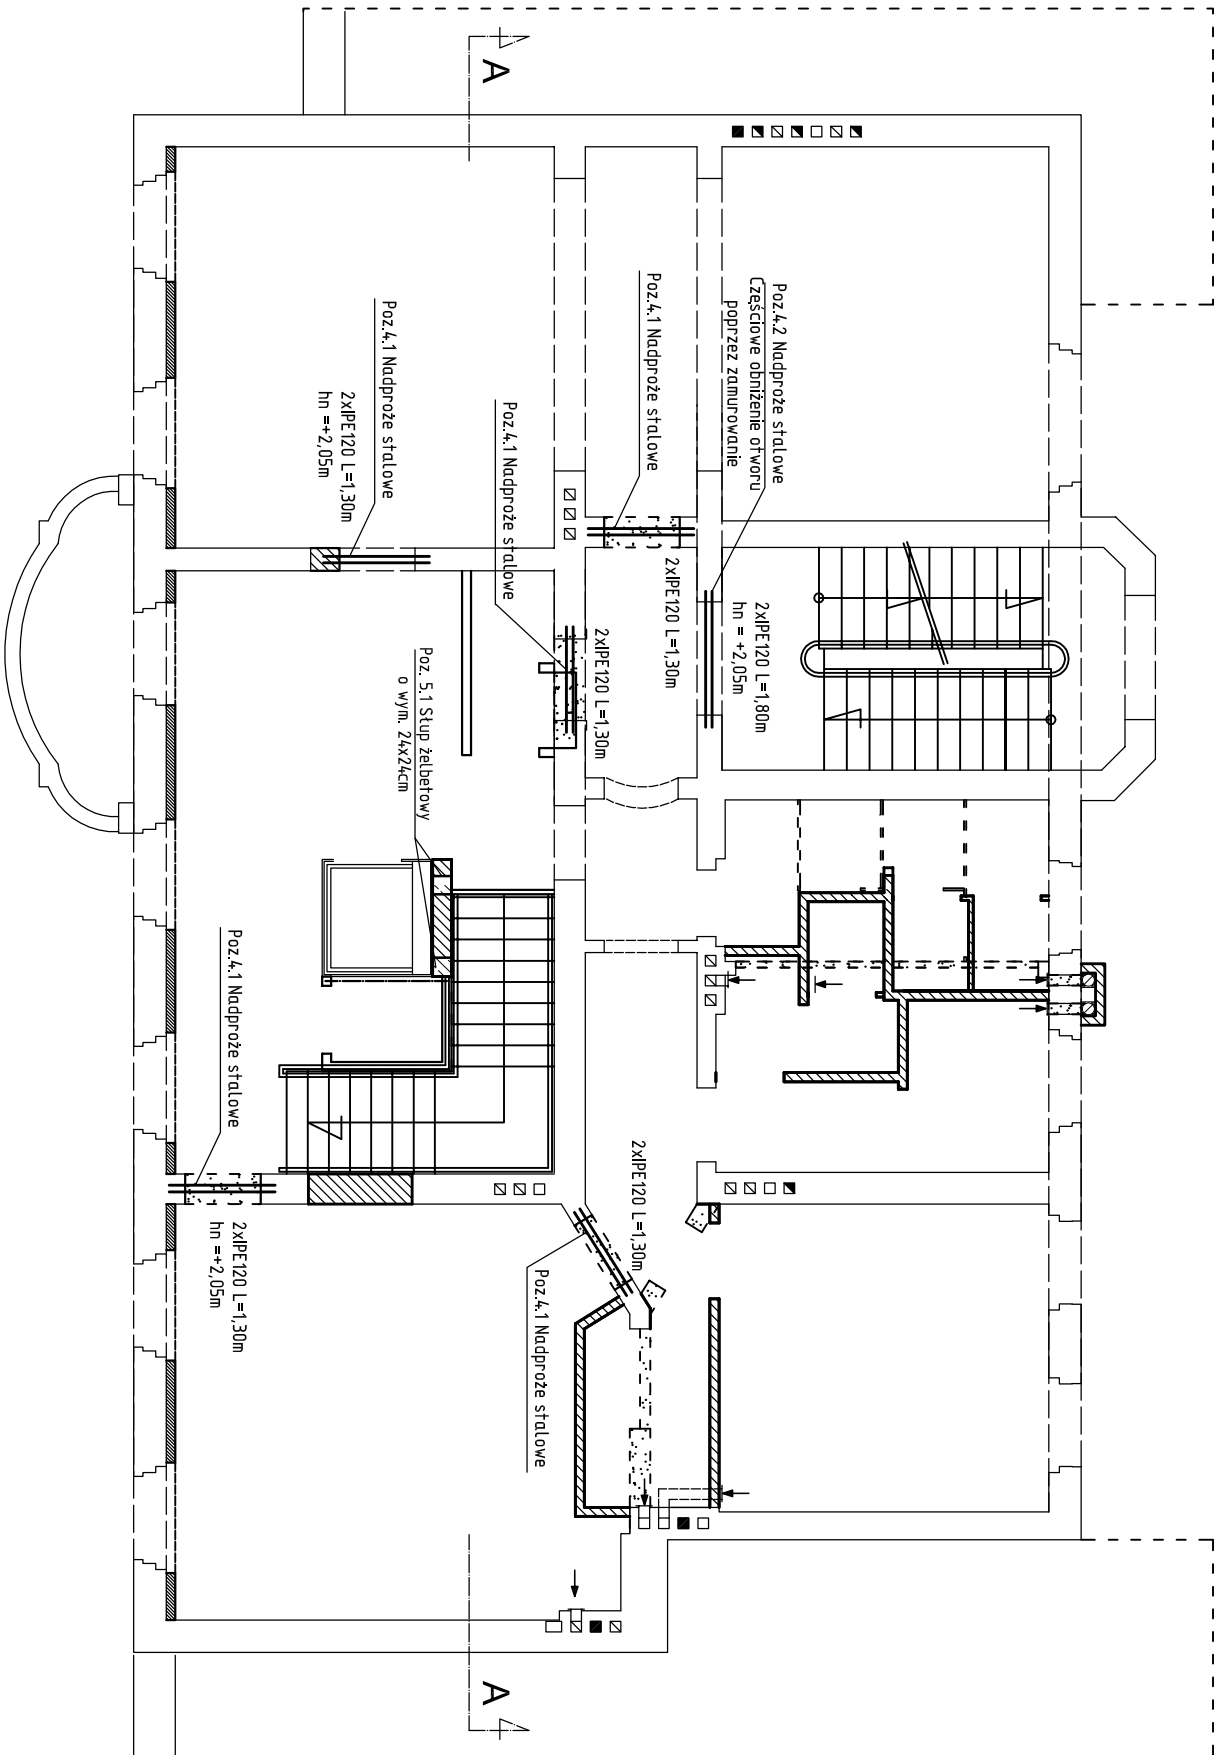 A
Poz.4.2 Nadproże stalowe
Częściowe obniżenie otworu
poprzez zamurowanie
2xIPE120 L=1,80m
hn = +2,05m
Poz.4.1 Nadproże stalowe
2xIPE120 L=1,30m
Poz.4.1 Nadproże stalowe
2xIPE120 L=1,30m
Poz.4.1 Nadproże stalowe
2xIPE120 L=1,30m
hn =+2,05m
Poz. 5.1 Słup żelbetowy
o wym. 24x24cm
2xIPE120 L=1,30m
Poz.4.1 Nadproże stalowe
Poz.4.1 Nadproże stalowe
2xIPE120 L=1,30m
hn =+2,05m
A